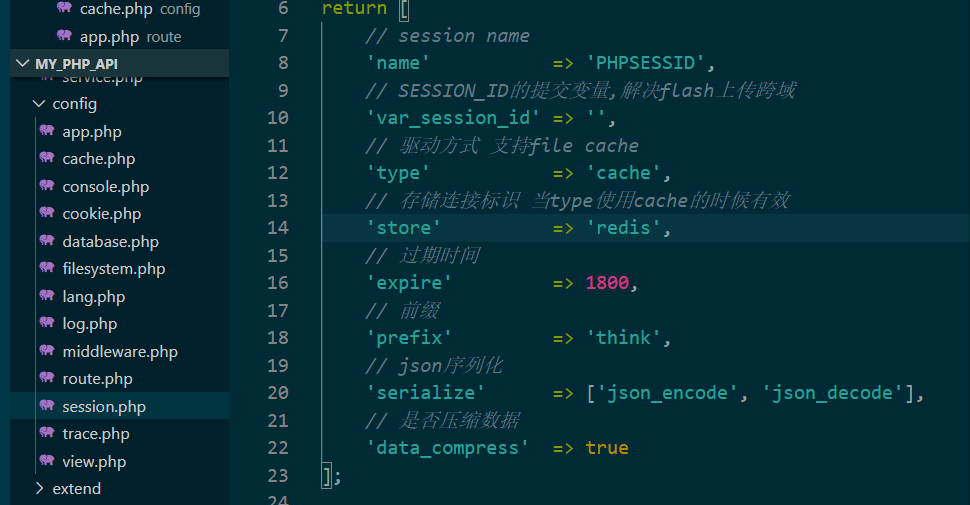 cache.php config
app.php route
MY_PHP_API
service.php
config
app.php
cache.php
console.php
cookie.php
database.php
filesystem.php
lang.php
log.php
middleware.php
route.php
session.php
trace.php
view.php
extend
6 return [
7 // session name
8 'name' => 'PHPSESSID',
9 // SESSION_ID的提交变量,解决flash上传跨域
10 'var_session_id' => '',
11 // 驱动方式 支持file cache
12 'type' => 'cache',
13 // 存储连接标识 当type使用cache的时候有效
14 'store' => 'redis',
15 // 过期时间
16 'expire' => 1800,
17 // 前缀
18 'prefix' => 'think',
19 // json序列化
20 'serialize' => ['json_encode', 'json_decode'],
21 // 是否压缩数据
22 'data_compress' => true
23 ];
24